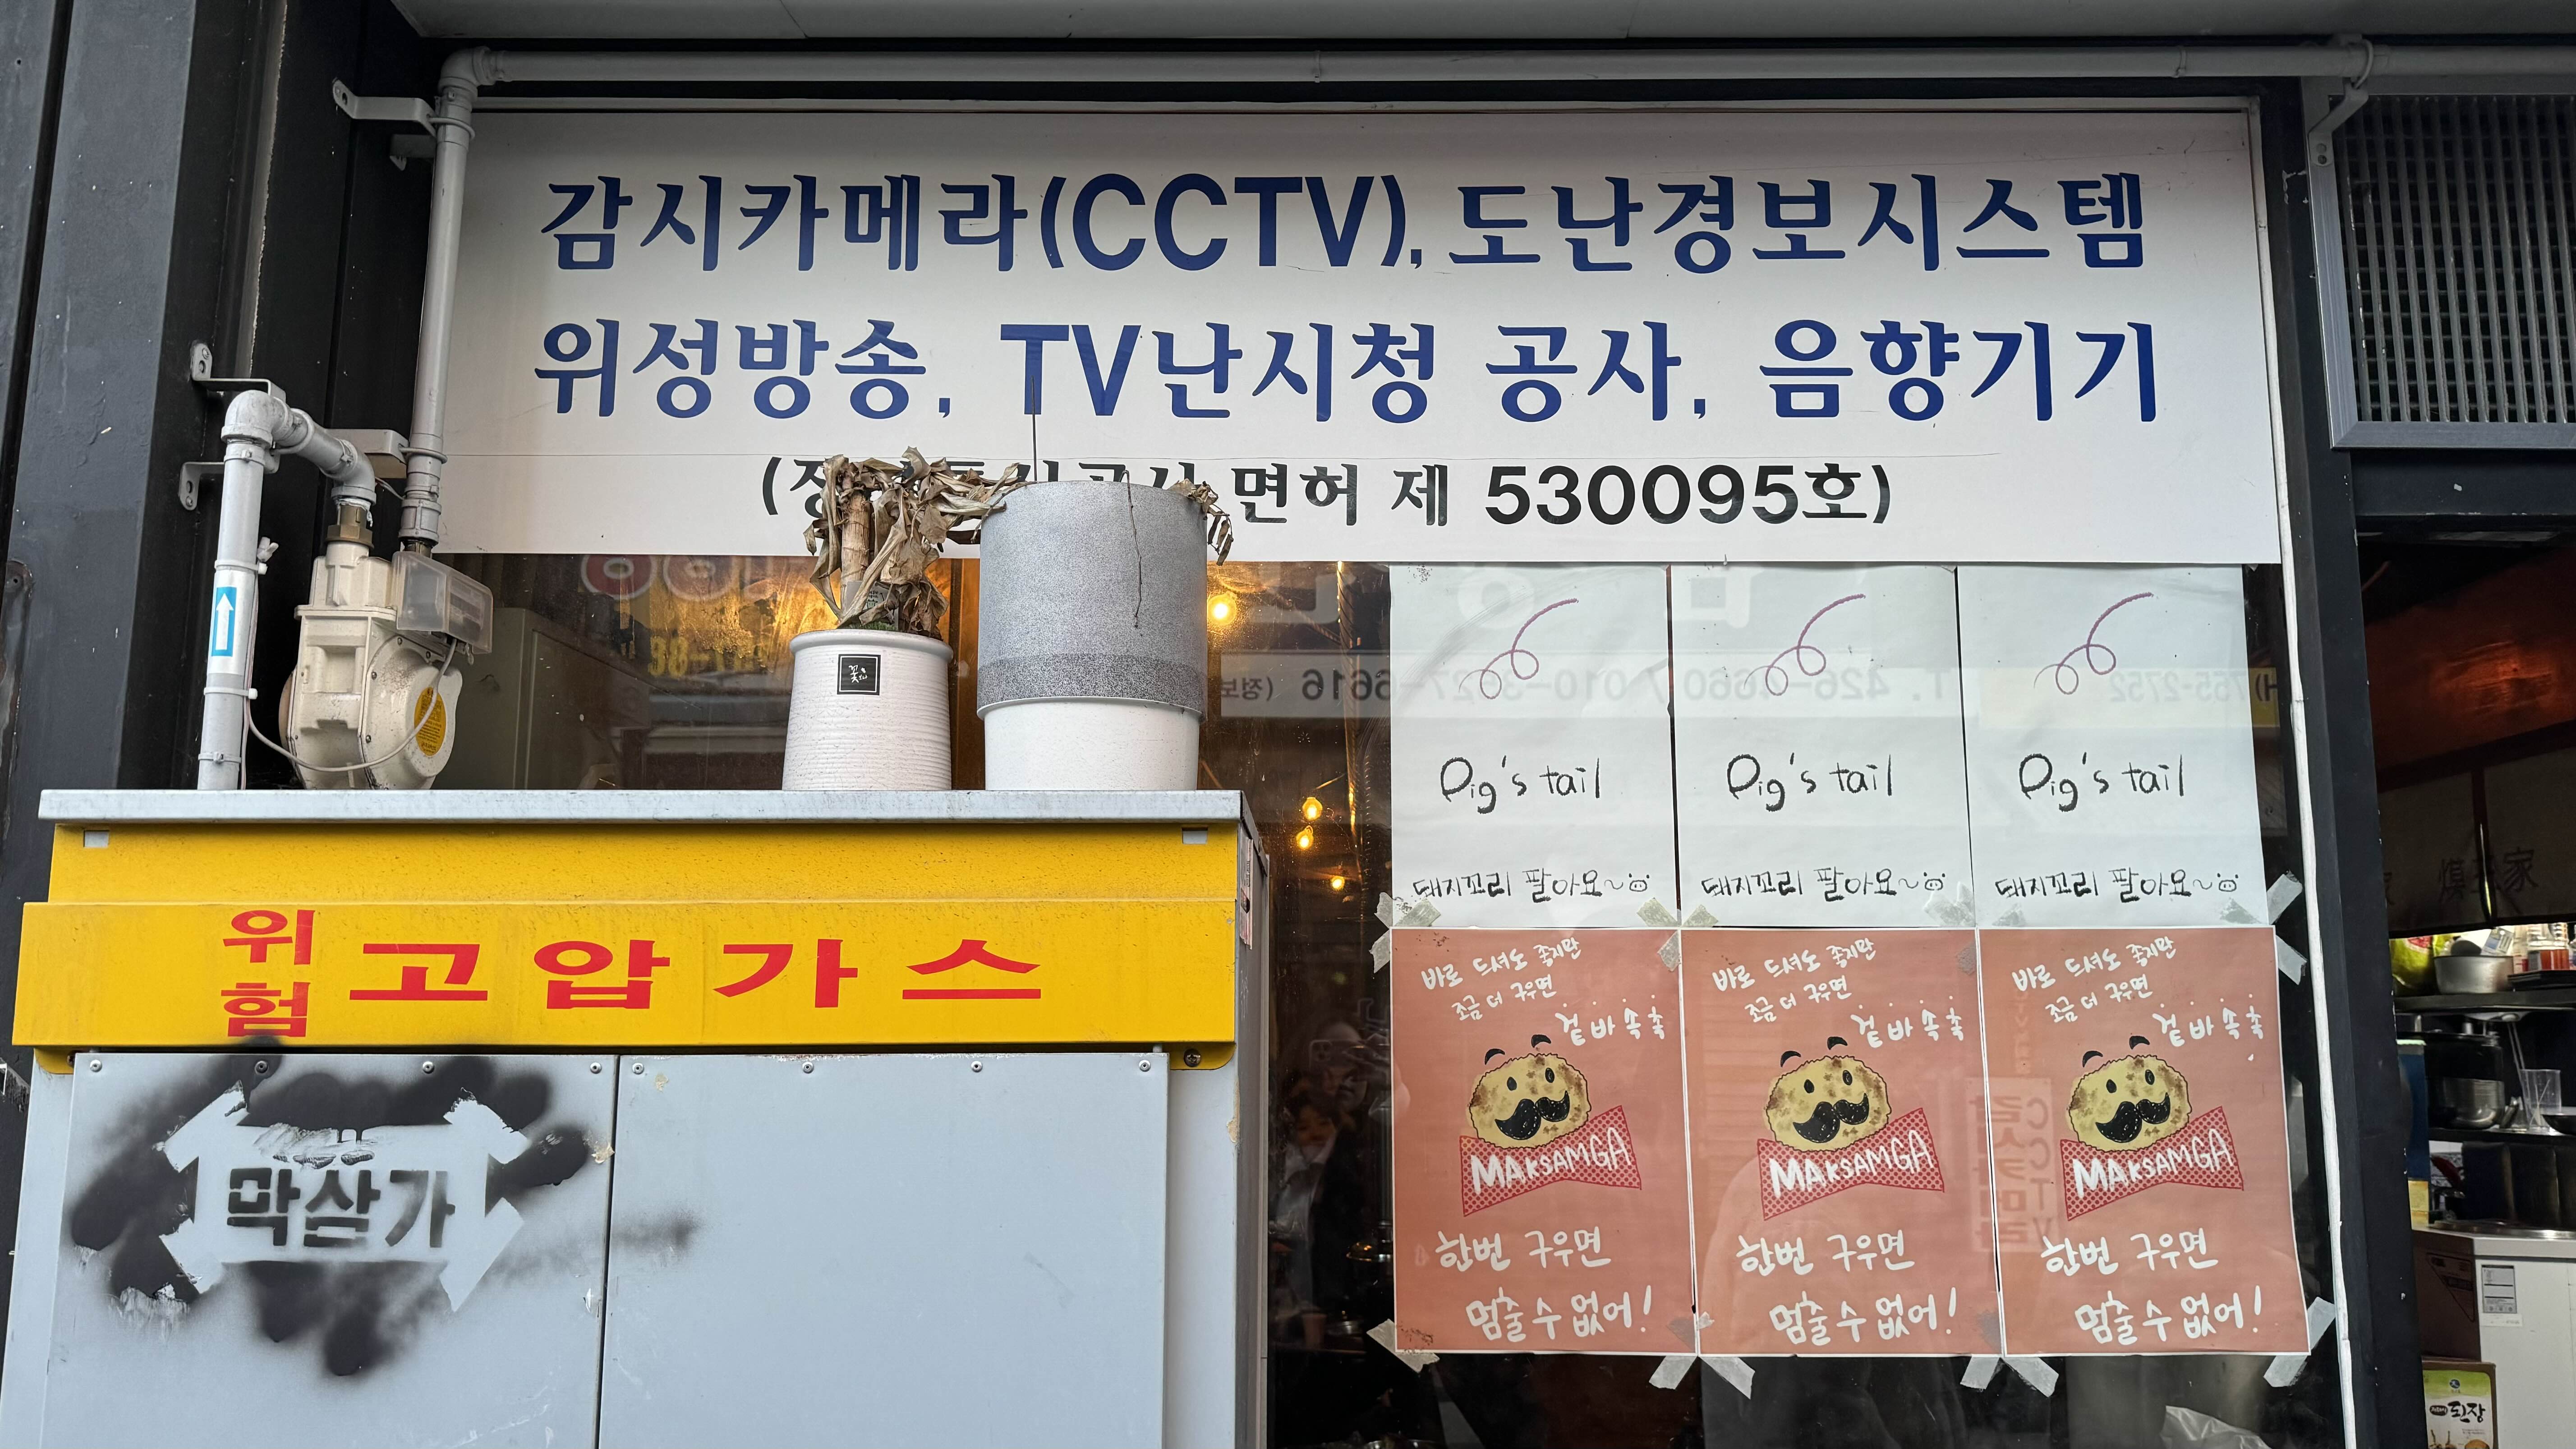 감시카메라(CCTV), 도난경보시스템
위성방송, TV난시청 공사, 음향기기
면허 제 530095호)
위험 고압가스
막삼가
Pig's tail
돼지꼬리 팔아요~
Pig's tail
돼지꼬리 팔아요~
Pig's tail
돼지꼬리 팔아요~
바로 드셔도 좋지만
조금 더 구우면
겉바속촉
MAKSAMGA
한번 구우면
멈출 수 없어!
바로 드셔도 좋지만
조금 더 구우면
겉바속촉
MAKSAMGA
한번 구우면
멈출 수 없어!
바로 드셔도 좋지만
조금 더 구우면
겉바속촉
MAKSAMGA
한번 구우면
멈출 수 없어!
된장